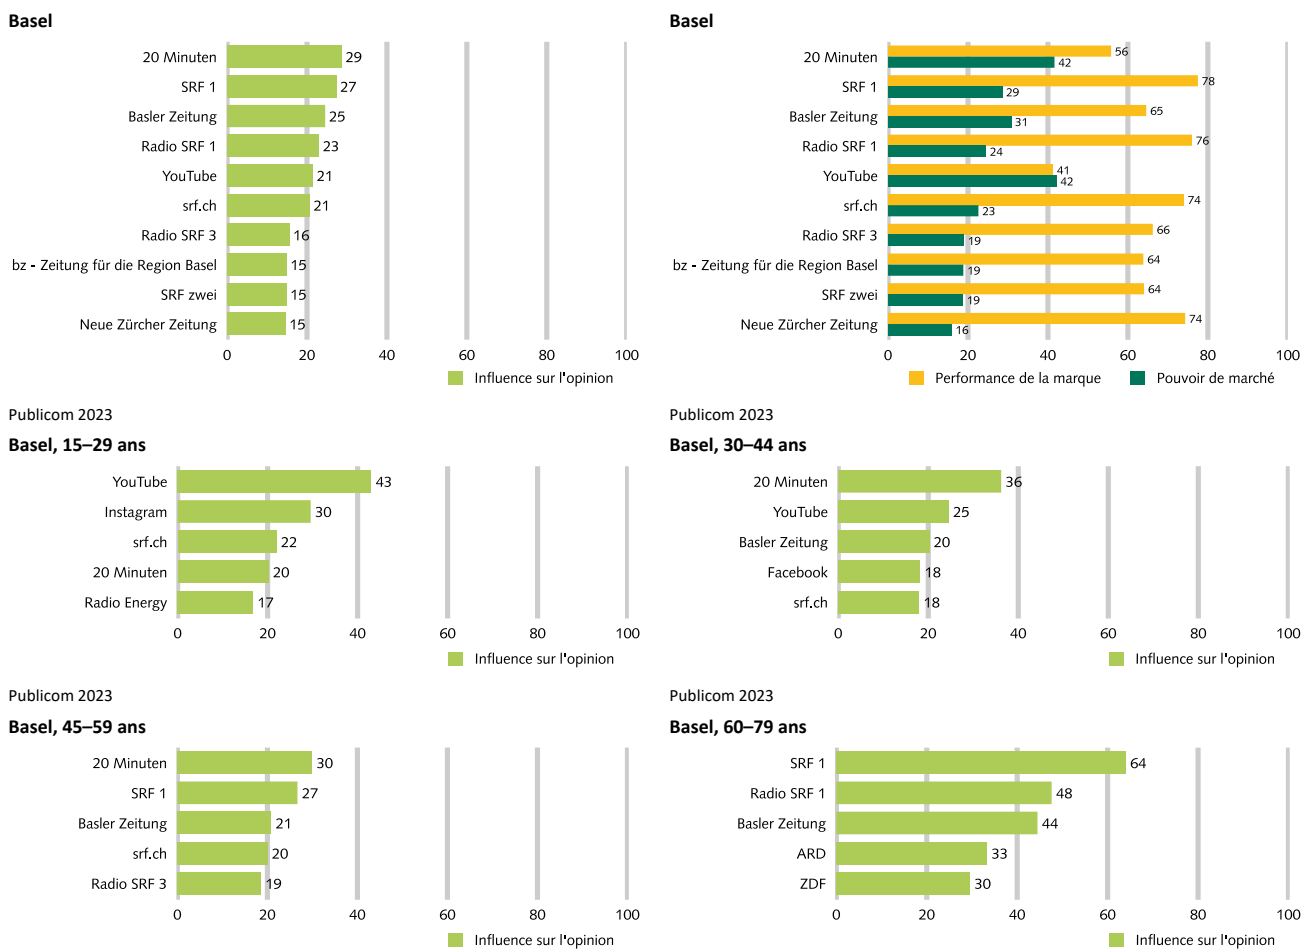 Basel
20 Minuten 29
SRF 1 27
Basler Zeitung 25
Radio SRF 1 23
YouTube 21
srf.ch 21
Radio SRF 3 16
bz - Zeitung für die Region Basel 15
SRF zwei 15
Neue Zürcher Zeitung 15
0 20 40 60 80 100
Influence sur l'opinion
Basel
20 Minuten 56 42
SRF 1 78 29
Basler Zeitung 65 31
Radio SRF 1 76 24
YouTube 41 42
srf.ch 74 23
Radio SRF 3 66 19
bz - Zeitung für die Region Basel 64 19
SRF zwei 64 19
Neue Zürcher Zeitung 74 16
0 20 40 60 80 100
Performance de la marque Pouvoir de marché
Publicom 2023
Basel, 15–29 ans
YouTube 43
Instagram 30
srf.ch 22
20 Minuten 20
Radio Energy 17
0 20 40 60 80 100
Influence sur l'opinion
Publicom 2023
Basel, 30–44 ans
20 Minuten 36
YouTube 25
Basler Zeitung 20
Facebook 18
srf.ch 18
0 20 40 60 80 100
Influence sur l'opinion
Publicom 2023
Basel, 45–59 ans
20 Minuten 30
SRF 1 27
Basler Zeitung 21
srf.ch 20
Radio SRF 3 19
0 20 40 60 80 100
Influence sur l'opinion
Publicom 2023
Basel, 60–79 ans
SRF 1 64
Radio SRF 1 48
Basler Zeitung 44
ARD 33
ZDF 30
0 20 40 60 80 100
Influence sur l'opinion